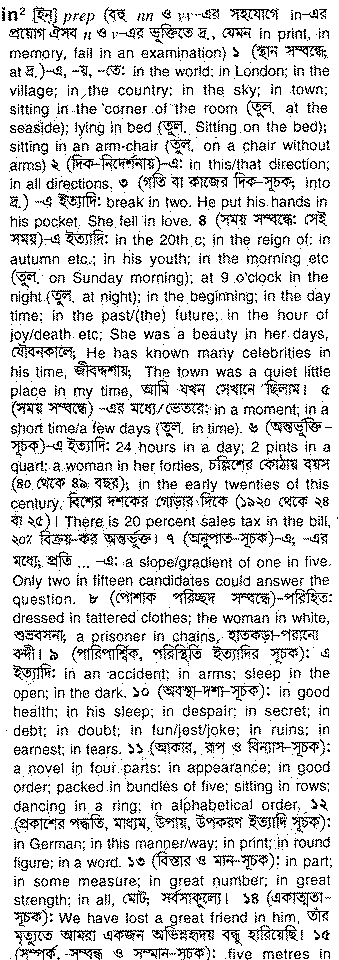 in² [ইন্] prep (বহু nn ও vv-এর সহযোগে in-এর
প্রয়োগ ঐসব n ও v-এর ভুক্তিতে দ্র., যেমন in print, in
memory, fail in an examination) ১ (স্থান সম্বন্ধে;
at দ্র.)-এ, -য়, -তে: in the world; in London; in the
village; in the country; in the sky; in town;
sitting in the corner of the room (তুল. at the
seaside); lying in bed (তুল. Sitting on the bed);
sitting in an arm-chair (তুল. on a chair without
arms) ২ (দিক-নির্দেশনায়)-এ: in this/that direction;
in all directions. ৩ (গতি বা কাজের দিক-সূচক; into
দ্র.) -এ ইত্যাদি: break in two. He put his hands in
his pocket. She fell in love. ৪ (সময় সম্বন্ধে: সেই
সময়)-এ ইত্যাদি: in the 20th c; in the reign of; in
autumn etc.; in his youth; in the morning etc
(তুল. on Sunday morning); at 9 o'clock in the
night (তুল. at night); in the beginning; in the day
time; in the past/(the) future; in the hour of
joy/death etc; She was a beauty in her days,
যৌবনকালে; He has known many celebrities in
his time, জীবদ্দশায়; The town was a quiet little
place in my time, আমি যখন সেখানে ছিলাম। ৫
(সময় সম্বন্ধে) -এর মধ্যে/ভেতরে: in a moment; in a
short time/a few days (তুল. in time). ৬ (অন্তর্ভুক্তি-
সূচক)-এ ইত্যাদি: 24 hours in a day; 2 pints in a
quart; a woman in her forties, চল্লিশের কোঠায় বয়স
(৪০ থেকে ৪৯ বছর); in the early twenties of this
century, বিশের দশকের গোড়ার দিকে (১৯২০ থেকে ২৪
বা ২৫)। There is 20 percent sales tax in the bill,
২০% বিক্রয়-কর অন্তর্ভুক্ত। ৭ (অনুপাত-সূচক)-এ; -এর
মধ্যে, প্রতি ... -এ: a slope/gradient of one in five.
Only two in fifteen candidates could answer the
question. ৮ (পোশাক পরিচ্ছদ সম্বন্ধে)-পরিহিত:
dressed in tattered clothes; the woman in white,
শুভ্রবসনা; a prisoner in chains, হাতকড়া-পরানো
বন্দী। ৯ (পারিপার্শ্বিক, পরিস্থিতি ইত্যাদির সূচক): এ
ইত্যাদি: in an accident; in arms; sleep in the
open; in the dark. ১০ (অবস্থা-দশা-সূচক): in good
health; in his sleep; in despair; in secret; in
debt; in doubt; in fun/jest/joke; in ruins; in
earnest; in tears. ১১ (আকার, রূপ ও বিন্যাস-সূচক):
a novel in four parts; in appearance; in good
order; packed in bundles of five; sitting in rows;
dancing in a ring; in alphabetical order. ১২
(প্রকাশের পদ্ধতি, মাধ্যম, উপায়, উপকরণ ইত্যাদি সূচক):
in German; in this manner/way; in print; in round
figure; in a word. ১৩ (বিস্তার ও মান-সূচক): in part;
in some measure; in great number; in great
strength; in all, মোট; সর্বসাকুল্যে। ১৪ (একাত্মতা-
সূচক): We have lost a great friend in him, তাঁর
মৃত্যুতে আমরা একজন অভিন্নহৃদয় বন্ধু হারিয়েছি। ১৫
(সম্পর্ক, সম্বন্ধ ও সম্মান-সূচক): five metres in